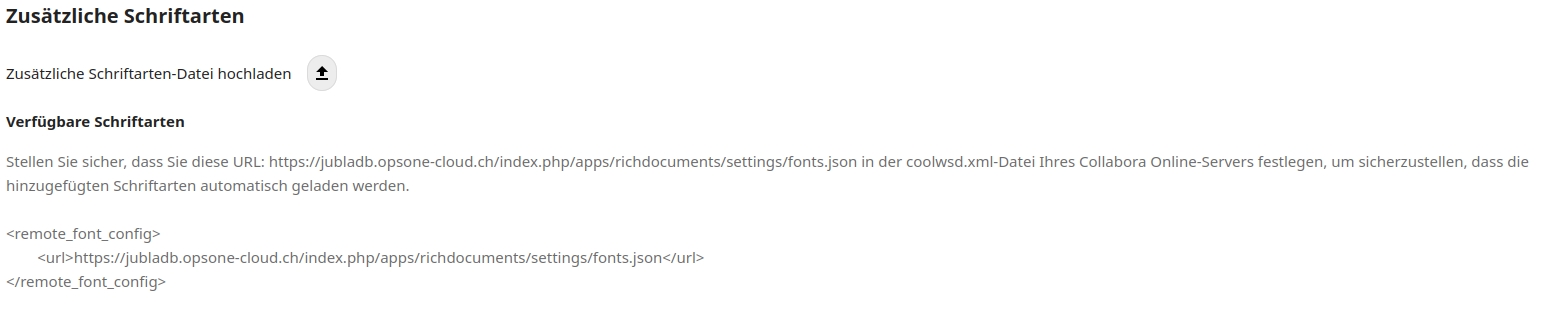 Zusätzliche Schriftarten
Zusätzliche Schriftarten-Datei hochladen
Verfügbare Schriftarten
Stellen Sie sicher, dass Sie diese URL: https://jubladb.opsone-cloud.ch/index.php/apps/richdocuments/settings/fonts.json in der coolwsd.xml-Datei Ihres Collabora Online-Servers festlegen, um sicherzustellen, dass die
hinzugefügten Schriftarten automatisch geladen werden.
<remote_font_config>
<url>https://jubladb.opsone-cloud.ch/index.php/apps/richdocuments/settings/fonts.json</url>
</remote_font_config>